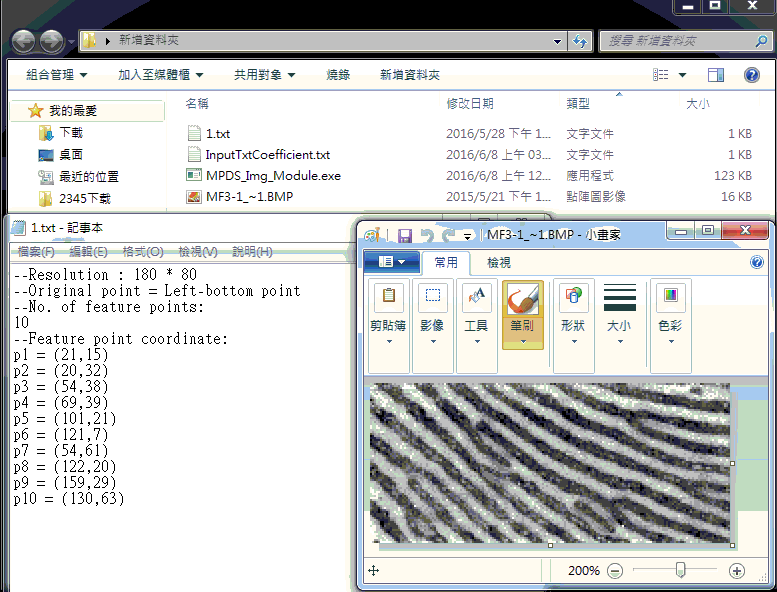 新增資料夾
搜尋 新增資料夾
組合管理 加入至媒體櫃 共用對象 燒錄 新增資料夾
我的最愛
下載
桌面
最近的位置
2345下載
名稱 修改日期 類型 大小
1.txt 2016/5/28 下午 1... 文字文件 1 KB
InputTxtCoefficient.txt 2016/6/8 上午 03... 文字文件 1 KB
MPDS_Img_Module.exe 2016/6/8 上午 12... 應用程式 123 KB
MF3-1_~1.BMP 2015/5/21 下午 1... 點陣圖影像 16 KB
1.txt - 記事本
檔案(F) 編輯(E) 格式(O) 檢視(V) 說明(H)
--Resolution : 180 * 80
--Original point = Left-bottom point
--No. of feature points:
10
--Feature point coordinate:
p1 = (21,15)
p2 = (20,32)
p3 = (54,38)
p4 = (69,39)
p5 = (101,21)
p6 = (121,7)
p7 = (54,61)
p8 = (122,20)
p9 = (159,29)
p10 = (130,63)
MF3-1_~1.BMP - 小畫家
常用 檢視
剪貼簿 影像 工具 筆刷 形狀 大小 色彩
200%